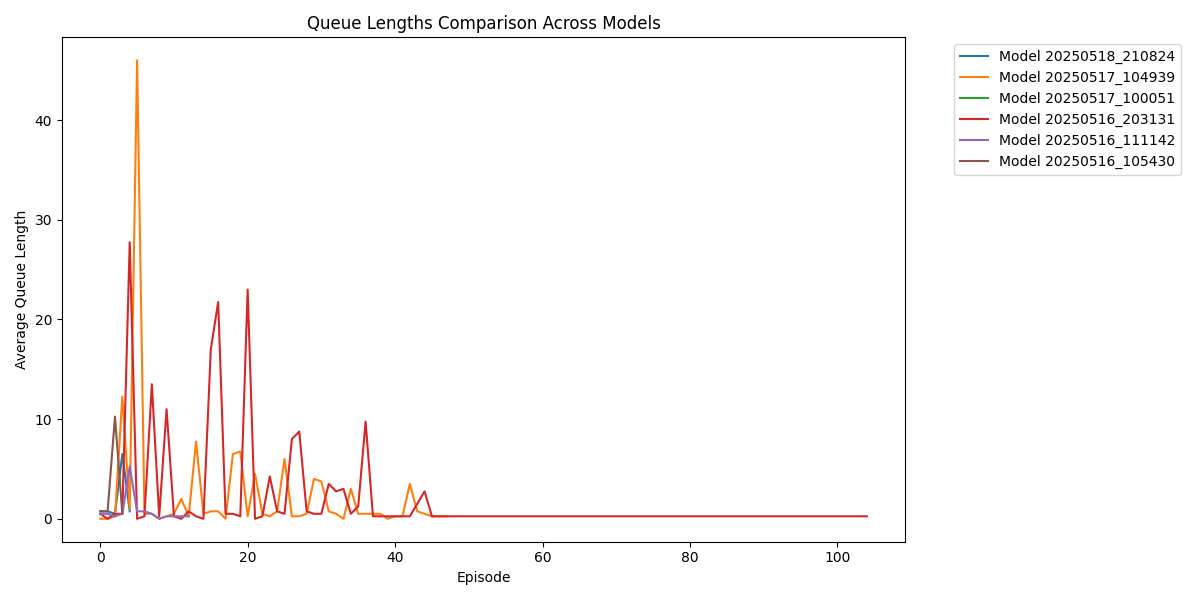 Queue Lengths Comparison Across Models
Model 20250518_210824
Model 20250517_104939
Model 20250517_100051
Model 20250516_203131
Model 20250516_111142
Model 20250516_105430
Average Queue Length
40
30
20
10
0
0 20 40 60 80 100
Episode